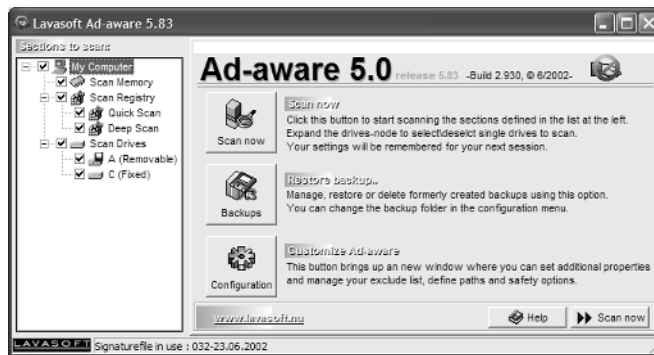 Lavasoft Ad-aware 5.83
Sections to scan:
My Computer
Scan Memory
Scan Registry
Quick Scan
Deep Scan
Scan Drives
A (Removable)
C (Fixed)
Ad-aware 5.0 release 5.83 -Build 2.930, © 6/2002-
Scan now
Scan now
Click this button to start scanning the sections defined in the list at the left.
Expand the drives-node to select\deselct single drives to scan.
Your settings will be remembered for your next session.
Backups
Restore backup..
Manage, restore or delete formerly created backups using this option.
You can change the backup folder in the configuration menu.
Configuration
Customize Ad-aware
This button brings up an new window where you can set additional properties
and manage your exclude list, define paths and safety options.
www.lavasoft.nu
Help
Scan now
LAVASOFT Signaturefile in use : 032-23.06.2002